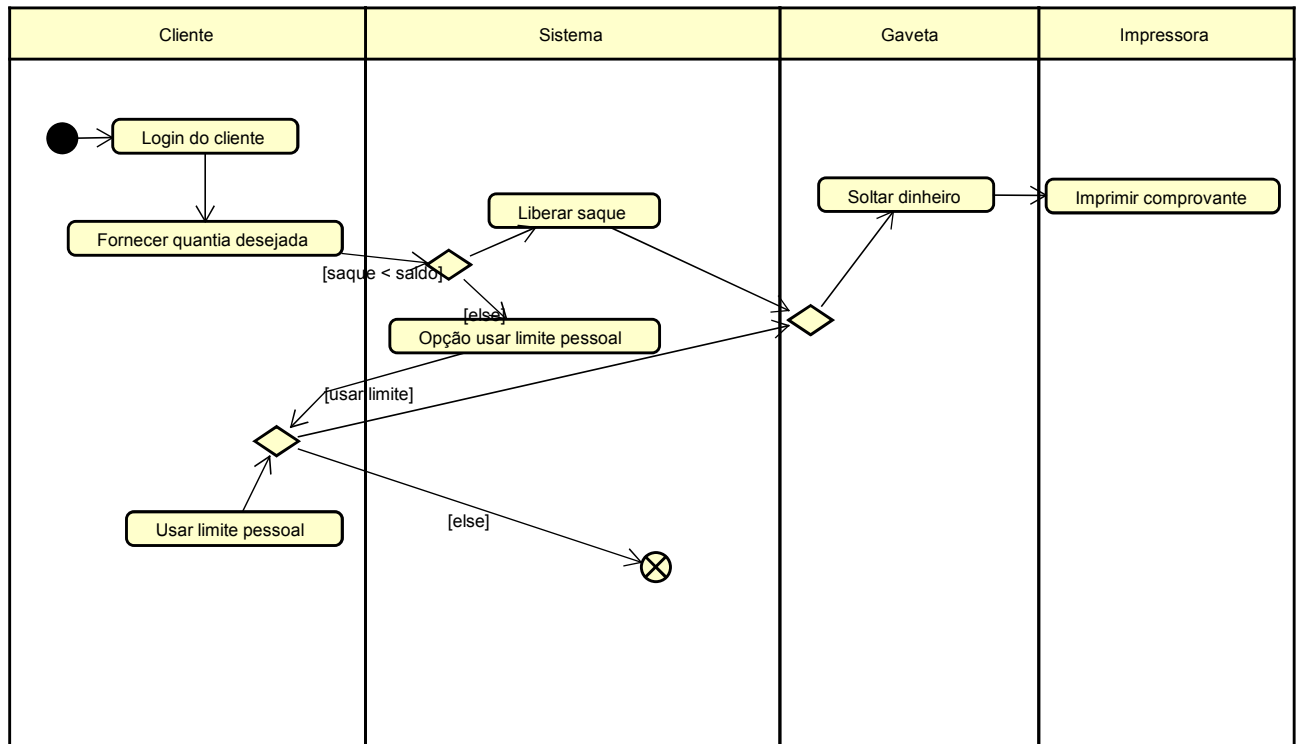 Cliente
Sistema
Gaveta
Impressora
Login do cliente
Fornecer quantia desejada
[saque < saldo]
Liberar saque
[else]
Opção usar limite pessoal
Soltar dinheiro
Imprimir comprovante
[usar limite]
Usar limite pessoal
[else]